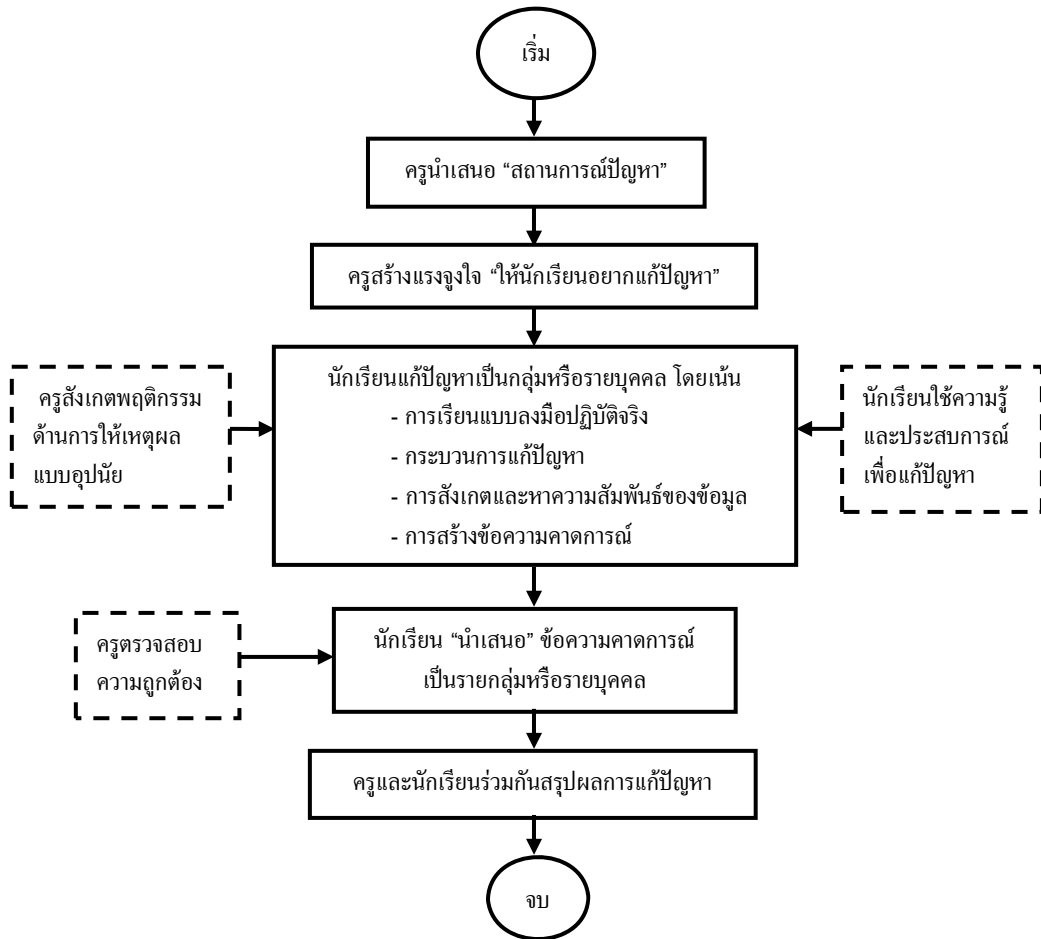 เริ่ม
ครูนำเสนอ “สถานการณ์ปัญหา”
ครูสร้างแรงจูงใจ “ให้นักเรียนอยากแก้ปัญหา”
ครูสังเกตพฤติกรรม
ด้านการให้เหตุผล
แบบอุปนัย
นักเรียนแก้ปัญหาเป็นกลุ่มหรือรายบุคคล โดยเน้น
- การเรียนแบบลงมือปฏิบัติจริง
- กระบวนการแก้ปัญหา
- การสังเกตและหาความสัมพันธ์ของข้อมูล
- การสร้างข้อความคาดการณ์
นักเรียนใช้ความรู้
และประสบการณ์
เพื่อแก้ปัญหา
ครูตรวจสอบ
ความถูกต้อง
นักเรียน “นำเสนอ” ข้อความคาดการณ์
เป็นรายกลุ่มหรือรายบุคคล
ครูและนักเรียนร่วมกันสรุปผลการแก้ปัญหา
จบ